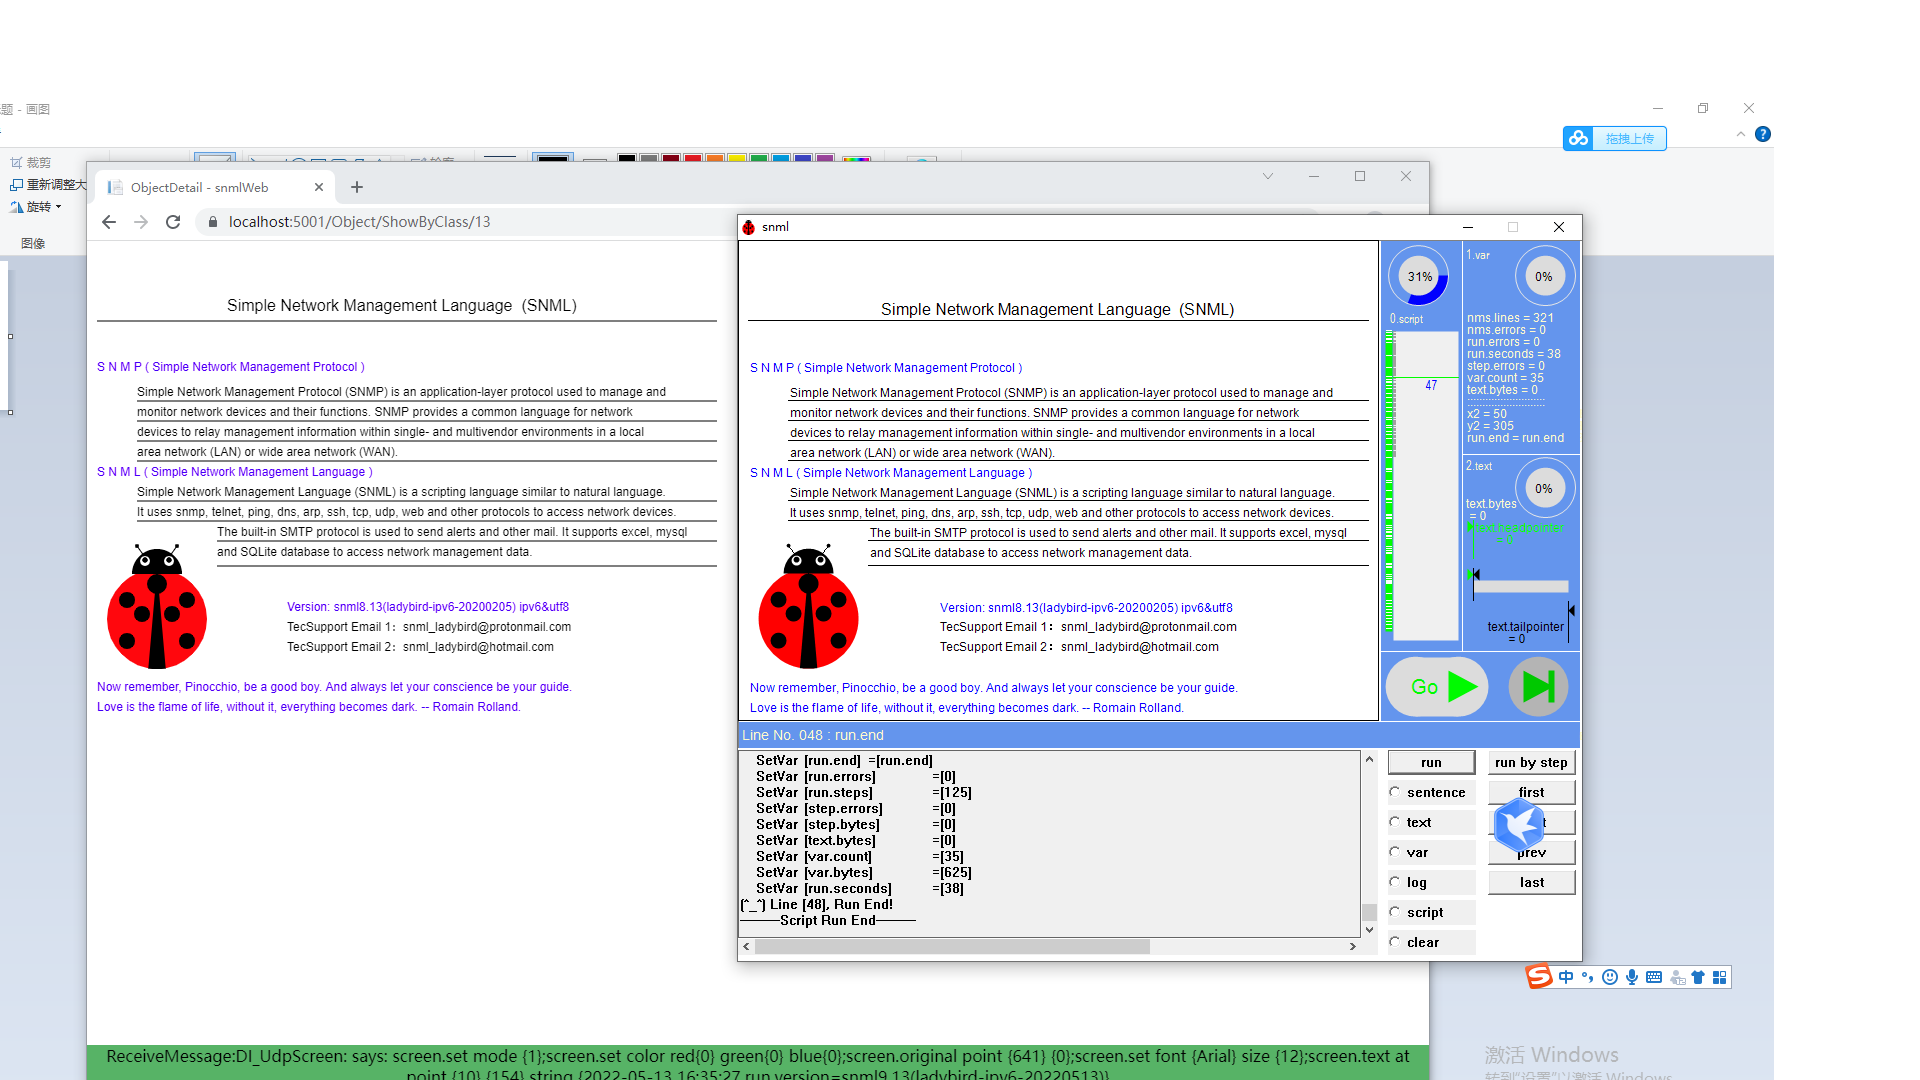 题 - 画图
拖拽上传
裁剪
重新调整大
旋转
图像
ObjectDetail - snmlWeb
localhost:5001/Object/ShowByClass/13
Simple Network Management Language (SNML)
S N M P ( Simple Network Management Protocol )
Simple Network Management Protocol (SNMP) is an application-layer protocol used to manage and
monitor network devices and their functions. SNMP provides a common language for network
devices to relay management information within single- and multivendor environments in a local
area network (LAN) or wide area network (WAN).
S N M L ( Simple Network Management Language )
Simple Network Management Language (SNML) is a scripting language similar to natural language.
It uses snmp, telnet, ping, dns, arp, ssh, tcp, udp, web and other protocols to access network devices.
The built-in SMTP protocol is used to send alerts and other mail. It supports excel, mysql
and SQLite database to access network management data.
Version: snml8.13(ladybird-ipv6-20200205) ipv6&utf8
TecSupport Email 1：snml_ladybird@protonmail.com
TecSupport Email 2：snml_ladybird@hotmail.com
Now remember, Pinocchio, be a good boy. And always let your conscience be your guide.
Love is the flame of life, without it, everything becomes dark. -- Romain Rolland.
snml
Simple Network Management Language (SNML)
S N M P ( Simple Network Management Protocol )
Simple Network Management Protocol (SNMP) is an application-layer protocol used to manage and
monitor network devices and their functions. SNMP provides a common language for network
devices to relay management information within single- and multivendor environments in a local
area network (LAN) or wide area network (WAN).
S N M L ( Simple Network Management Language )
Simple Network Management Language (SNML) is a scripting language similar to natural language.
It uses snmp, telnet, ping, dns, arp, ssh, tcp, udp, web and other protocols to access network devices.
The built-in SMTP protocol is used to send alerts and other mail. It supports excel, mysql
and SQLite database to access network management data.
Version: snml8.13(ladybird-ipv6-20200205) ipv6&utf8
TecSupport Email 1：snml_ladybird@protonmail.com
TecSupport Email 2：snml_ladybird@hotmail.com
Now remember, Pinocchio, be a good boy. And always let your conscience be your guide.
Love is the flame of life, without it, everything becomes dark. -- Romain Rolland.
31%
0.script
47
1.var
0%
nms.lines = 321
nms.errors = 0
run.errors = 0
run.seconds = 38
step.errors = 0
var.count = 35
text.bytes = 0
x2 = 50
y2 = 305
run.end = run.end
2.text
0%
text.bytes
= 0
text.headpointer
= 0
text.tailpointer
= 0
Go
Line No. 048 : run.end
SetVar [run.end] =[run.end]
SetVar [run.errors] =[0]
SetVar [run.steps] =[125]
SetVar [step.errors] =[0]
SetVar [step.bytes] =[0]
SetVar [text.bytes] =[0]
SetVar [var.count] =[35]
SetVar [var.bytes] =[625]
SetVar [run.seconds] =[38]
(^_^) Line [48], Run End!
———Script Run End———
run
run by step
sentence
first
text
var
prev
log
last
script
clear
中
激活 Windows
转到"设置"以激活 Windows
ReceiveMessage:DI_UdpScreen: says: screen.set mode {1};screen.set color red{0} green{0} blue{0};screen.original point {641} {0};screen.set font {Arial} size {12};screen.text at
point {10} {154} string {2022-05-13 16:35:27 run version=snml9.13(ladybird-ipv6-20220513)}